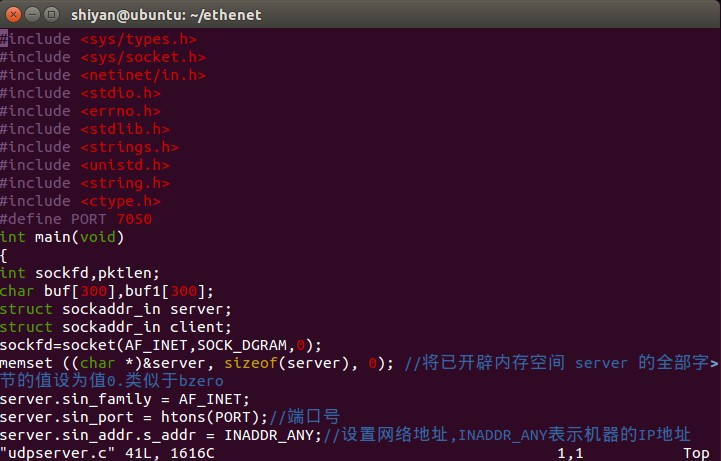 shiyan@ubuntu: ~/ethenet
#include <sys/types.h>
#include <sys/socket.h>
#include <netinet/in.h>
#include <stdio.h>
#include <errno.h>
#include <stdlib.h>
#include <strings.h>
#include <unistd.h>
#include <string.h>
#include <ctype.h>
#define PORT 7050
int main(void)
{
int sockfd,pktlen;
char buf[300],buf1[300];
struct sockaddr_in server;
struct sockaddr_in client;
sockfd=socket(AF_INET,SOCK_DGRAM,0);
memset ((char *)&server, sizeof(server), 0); //将已开辟内存空间 server 的全部字>
节的值设为值0.类似于bzero
server.sin_family = AF_INET;
server.sin_port = htons(PORT);//端口号
server.sin_addr.s_addr = INADDR_ANY;//设置网络地址,INADDR_ANY表示机器的IP地址
"udpserver.c" 41L, 1616C 1,1 Top